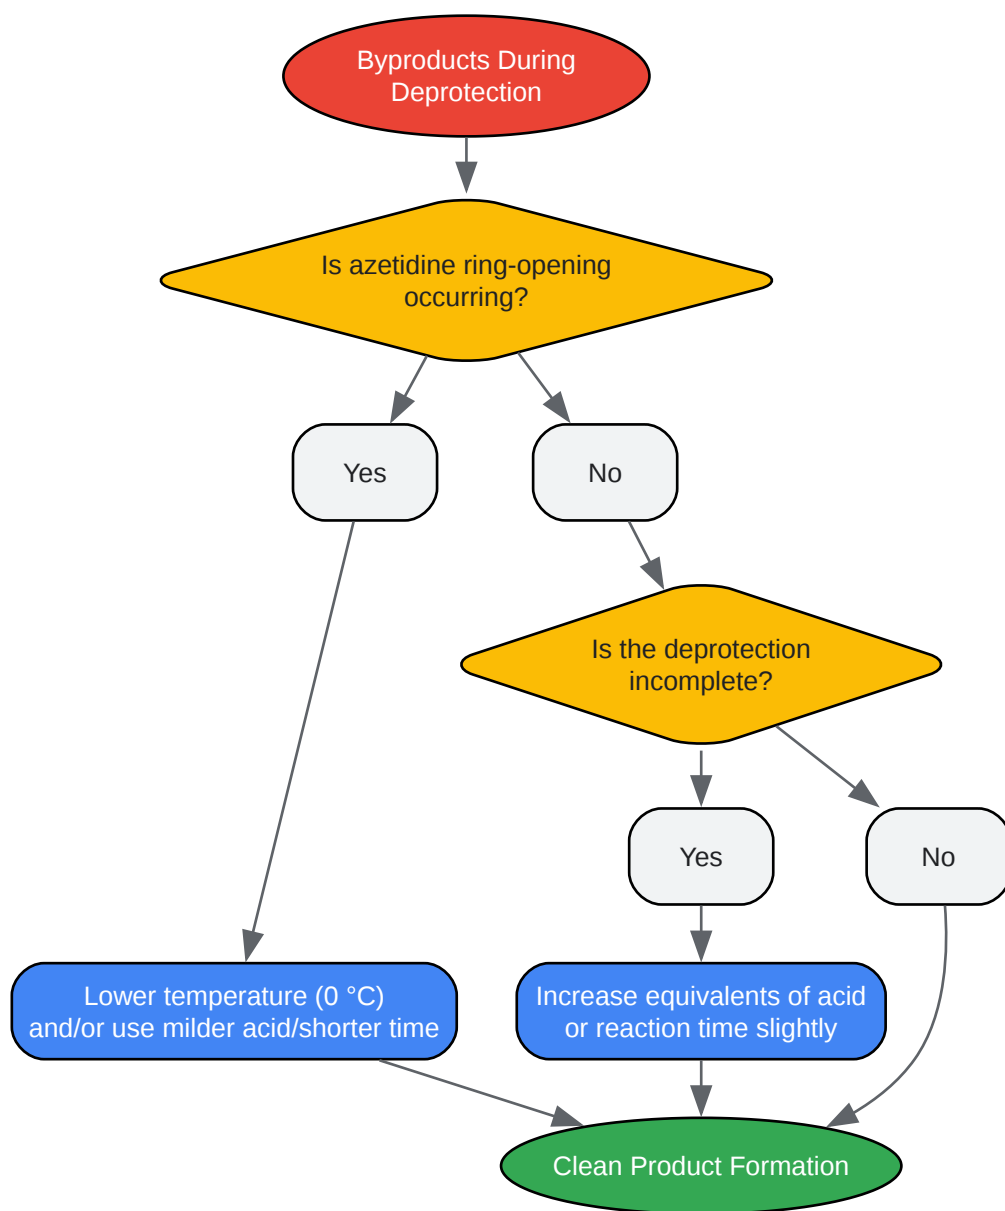 Byproducts During
Deprotection
Is azetidine ring-opening
occurring?
Yes
No
Is the deprotection
incomplete?
Yes
No
Lower temperature (0 °C)
and/or use milder acid/shorter time
Increase equivalents of acid
or reaction time slightly
Clean Product Formation